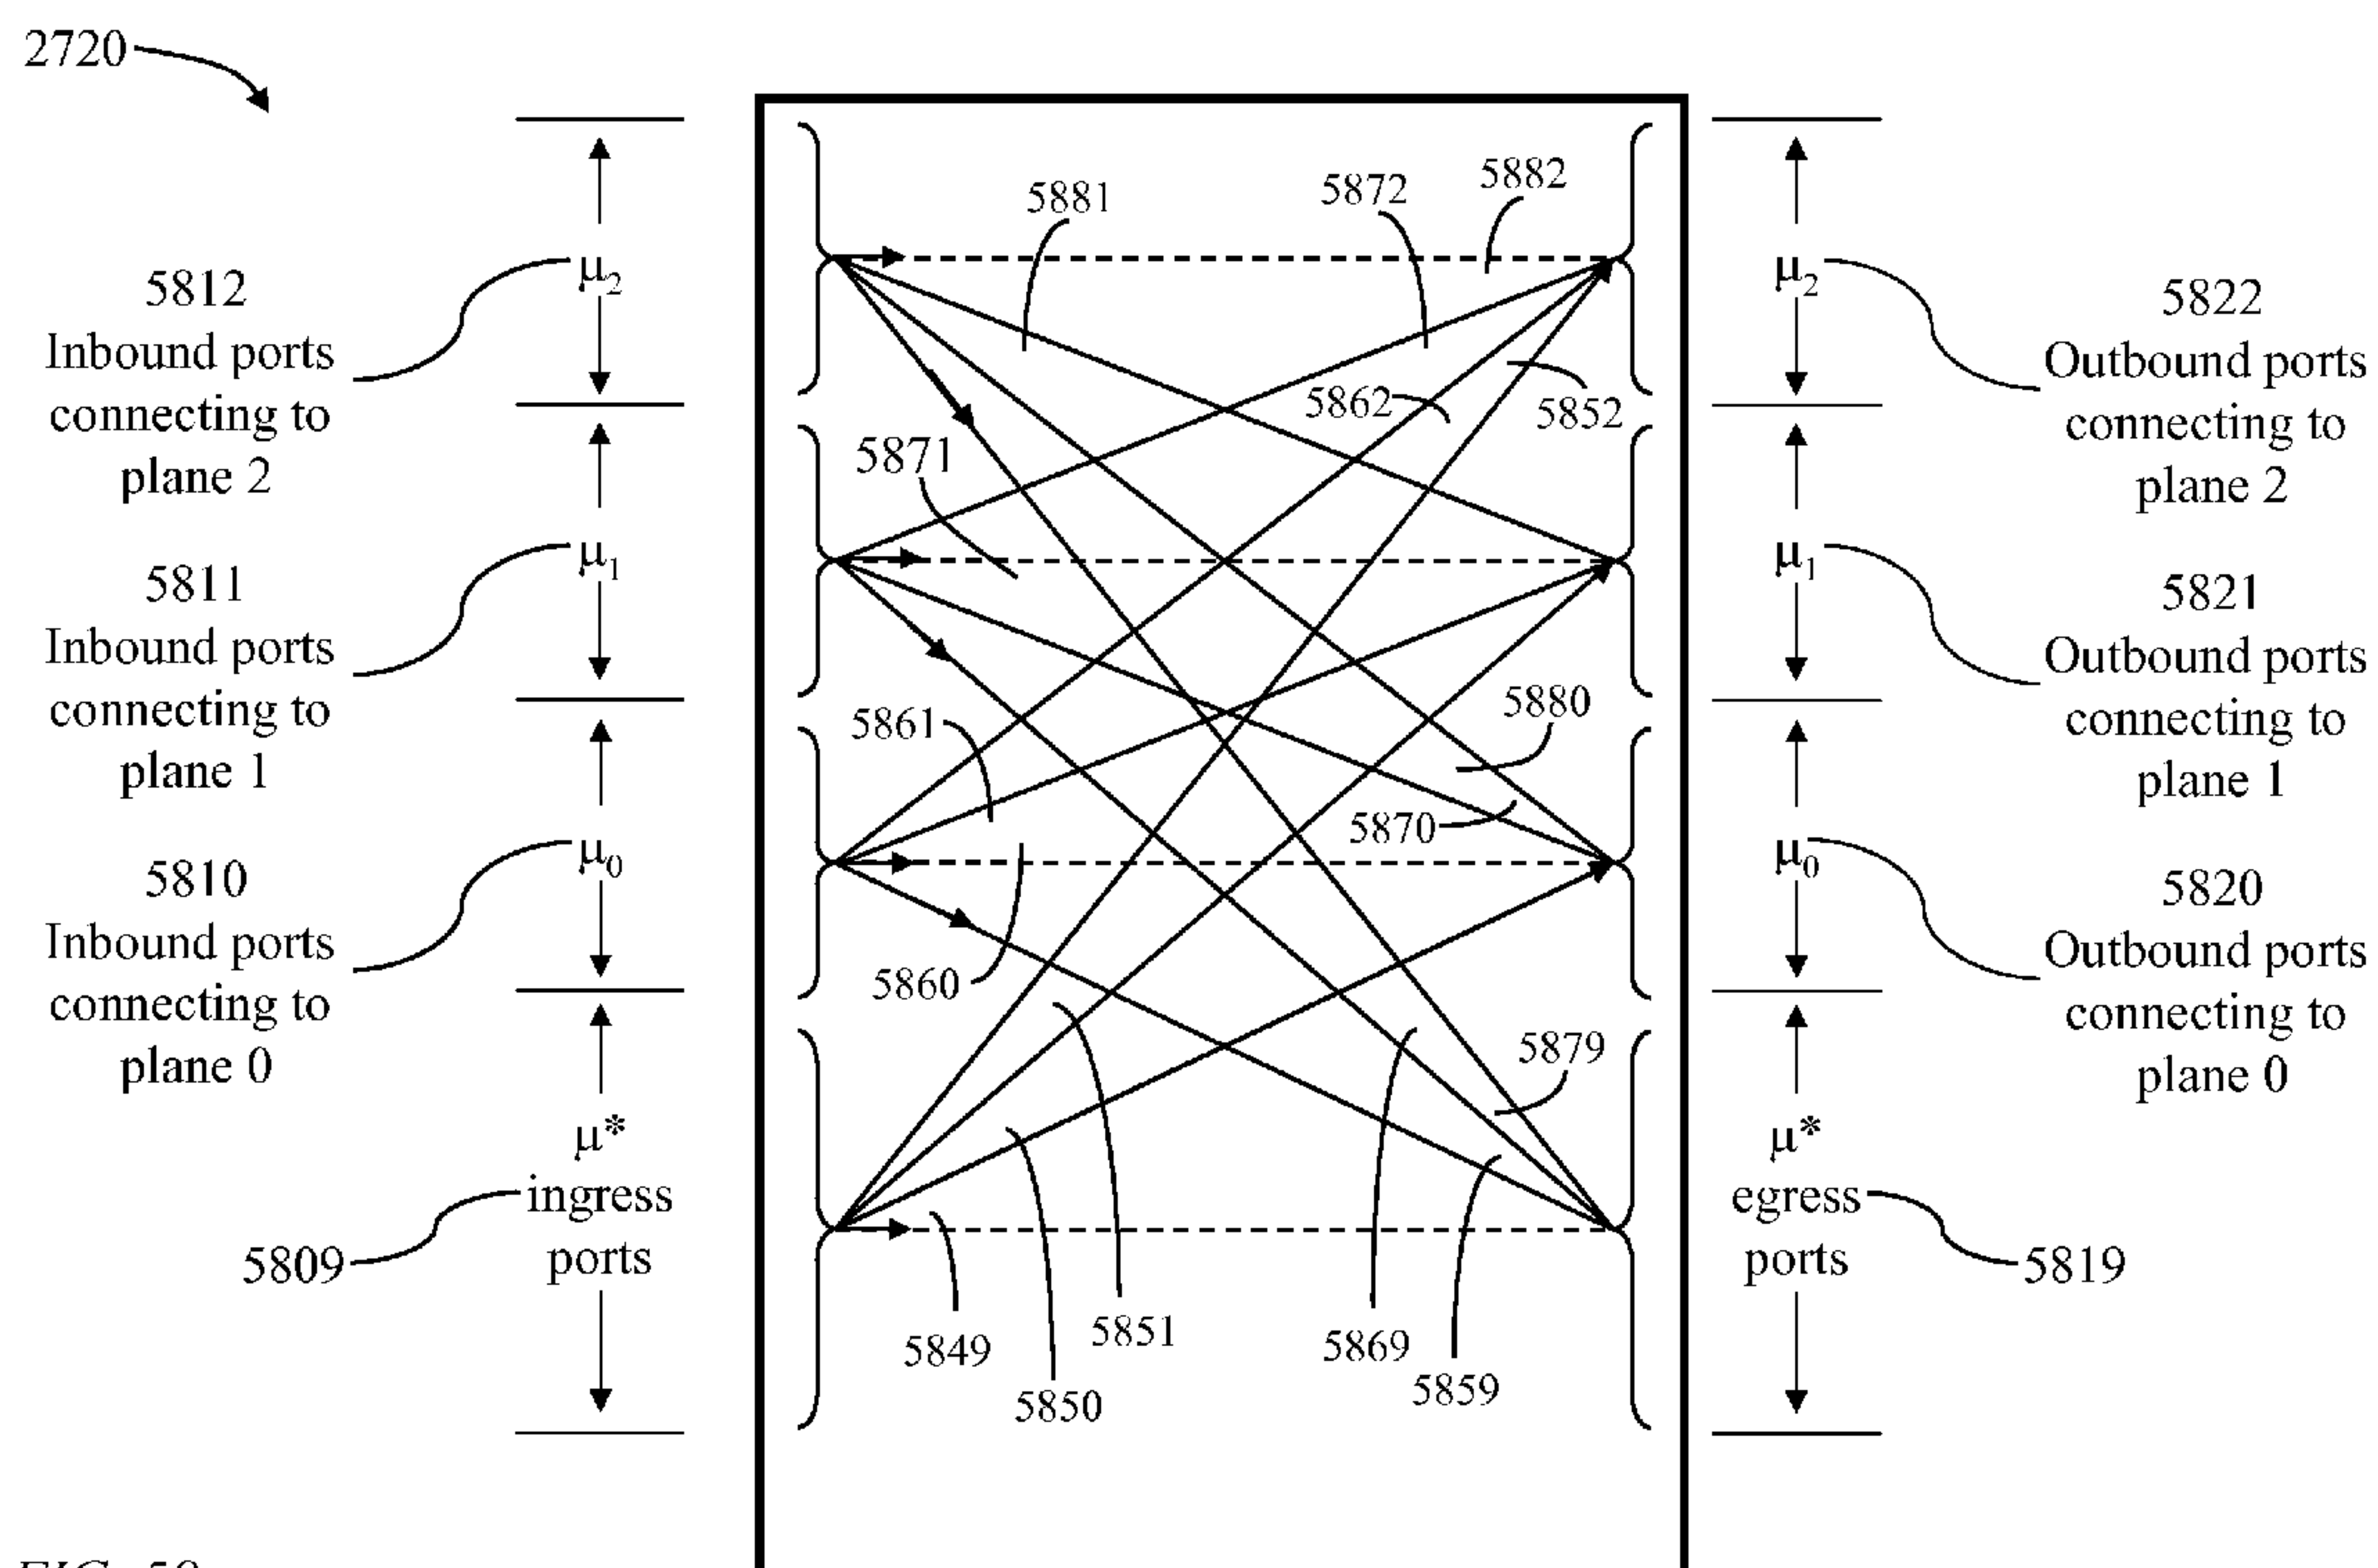 2720
5881
5872
5882
5812
Inbound ports
connecting to
plane 2
μ2
μ2
5822
Outbound ports
connecting to
plane 2
5862
5852
5871
5811
Inbound ports
connecting to
plane 1
μ1
μ1
5821
Outbound ports
connecting to
plane 1
5861
5880
5870
5810
Inbound ports
connecting to
plane 0
μ0
μ0
5820
Outbound ports
connecting to
plane 0
5860
5879
μ*
ingress
ports
5809
μ*
egress
ports
5819
5849
5851
5869
5850
5859